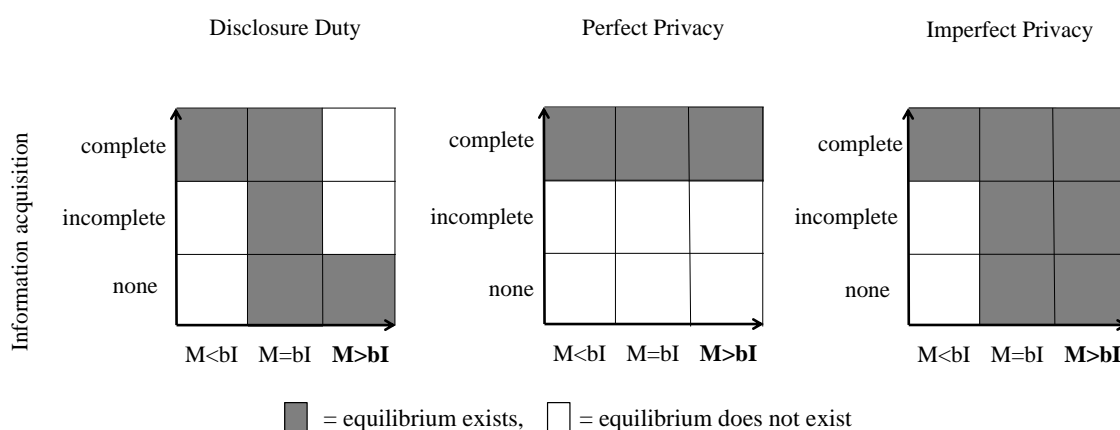 Disclosure Duty
Perfect Privacy
Imperfect Privacy
Information acquisition
complete
incomplete
none
M<bI
M=bI
M>bI
complete
incomplete
none
M<bI
M=bI
M>bI
complete
incomplete
none
M<bI
M=bI
M>bI
= equilibrium exists,
= equilibrium does not exist